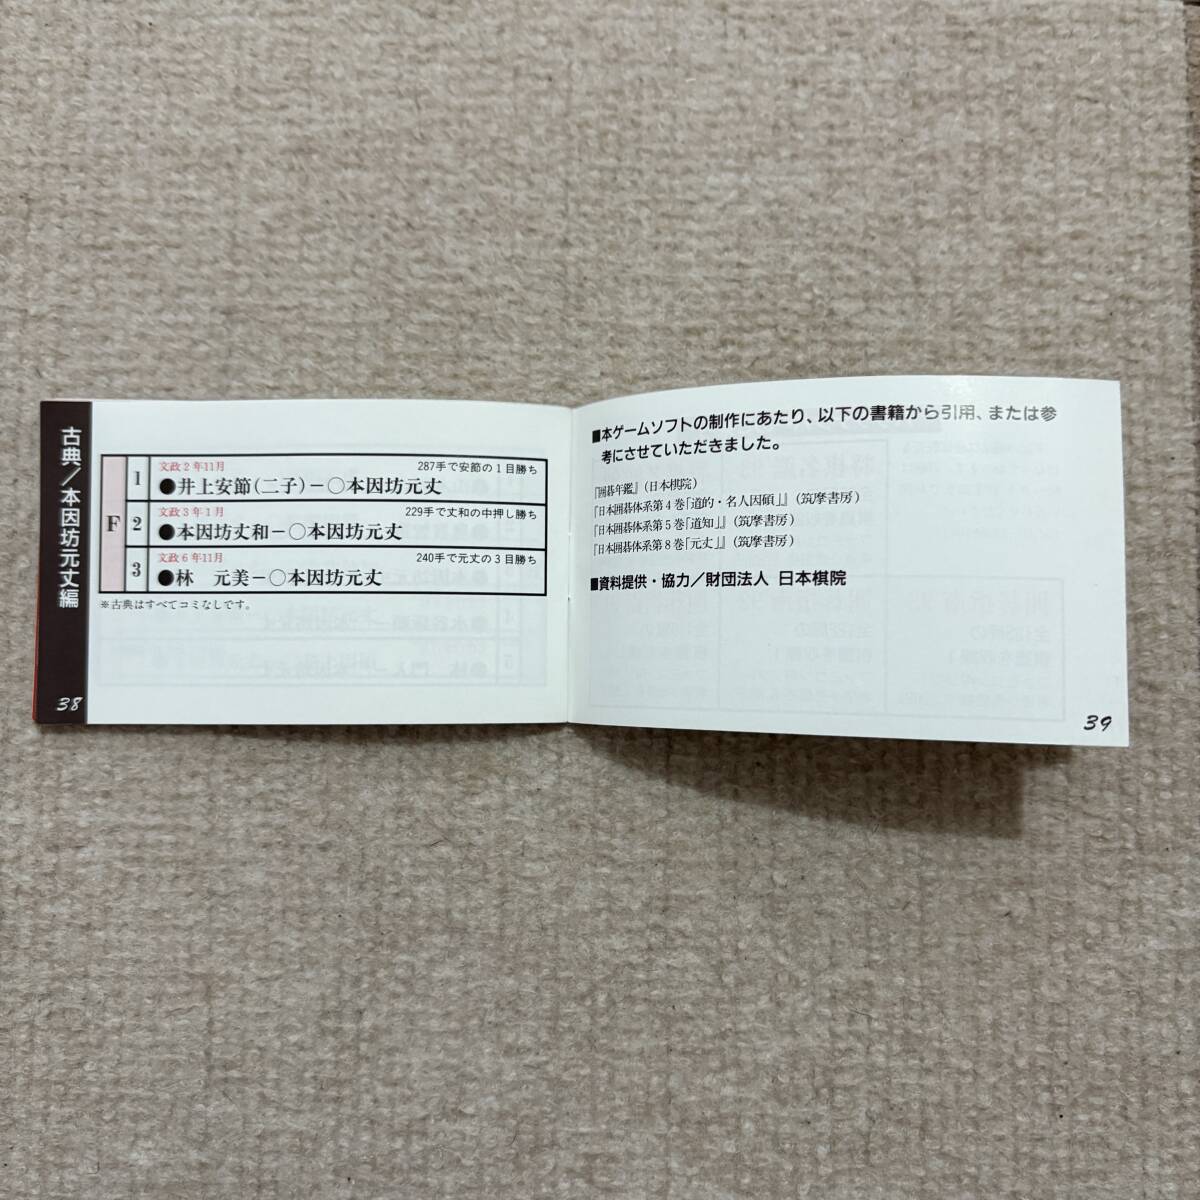 古典／本因坊元丈編
F
1
文政2年11月 287手で安節の1目勝ち
●井上安節(二子)－○本因坊元丈
2
文政3年1月 229手で丈和の中押し勝ち
●本因坊丈和－○本因坊元丈
3
文政6年11月 240手で元丈の3目勝ち
●林 元美－○本因坊元丈
※古典はすべてコミなしです。
38
■本ゲームソフトの制作にあたり、以下の書籍から引用、または参
考にさせていただきました。
『囲碁年鑑』(日本棋院)
『日本囲碁体系第4巻「道的・名人因碩」』(筑摩書房)
『日本囲碁体系第5巻「道知」』(筑摩書房)
『日本囲碁体系第8巻「元丈」』(筑摩書房)
■資料提供・協力／財団法人 日本棋院
39